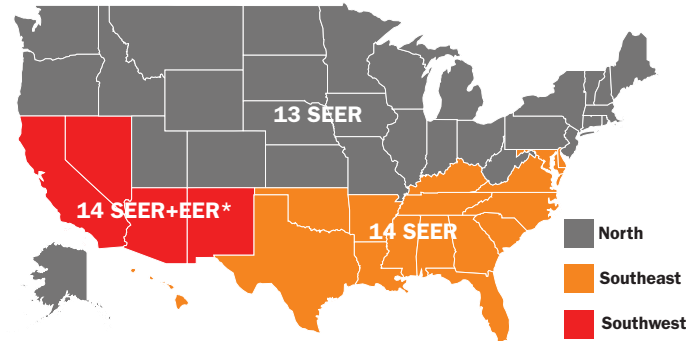 13 SEER
14 SEER+EER*
14 SEER
North
Southeast
Southwest